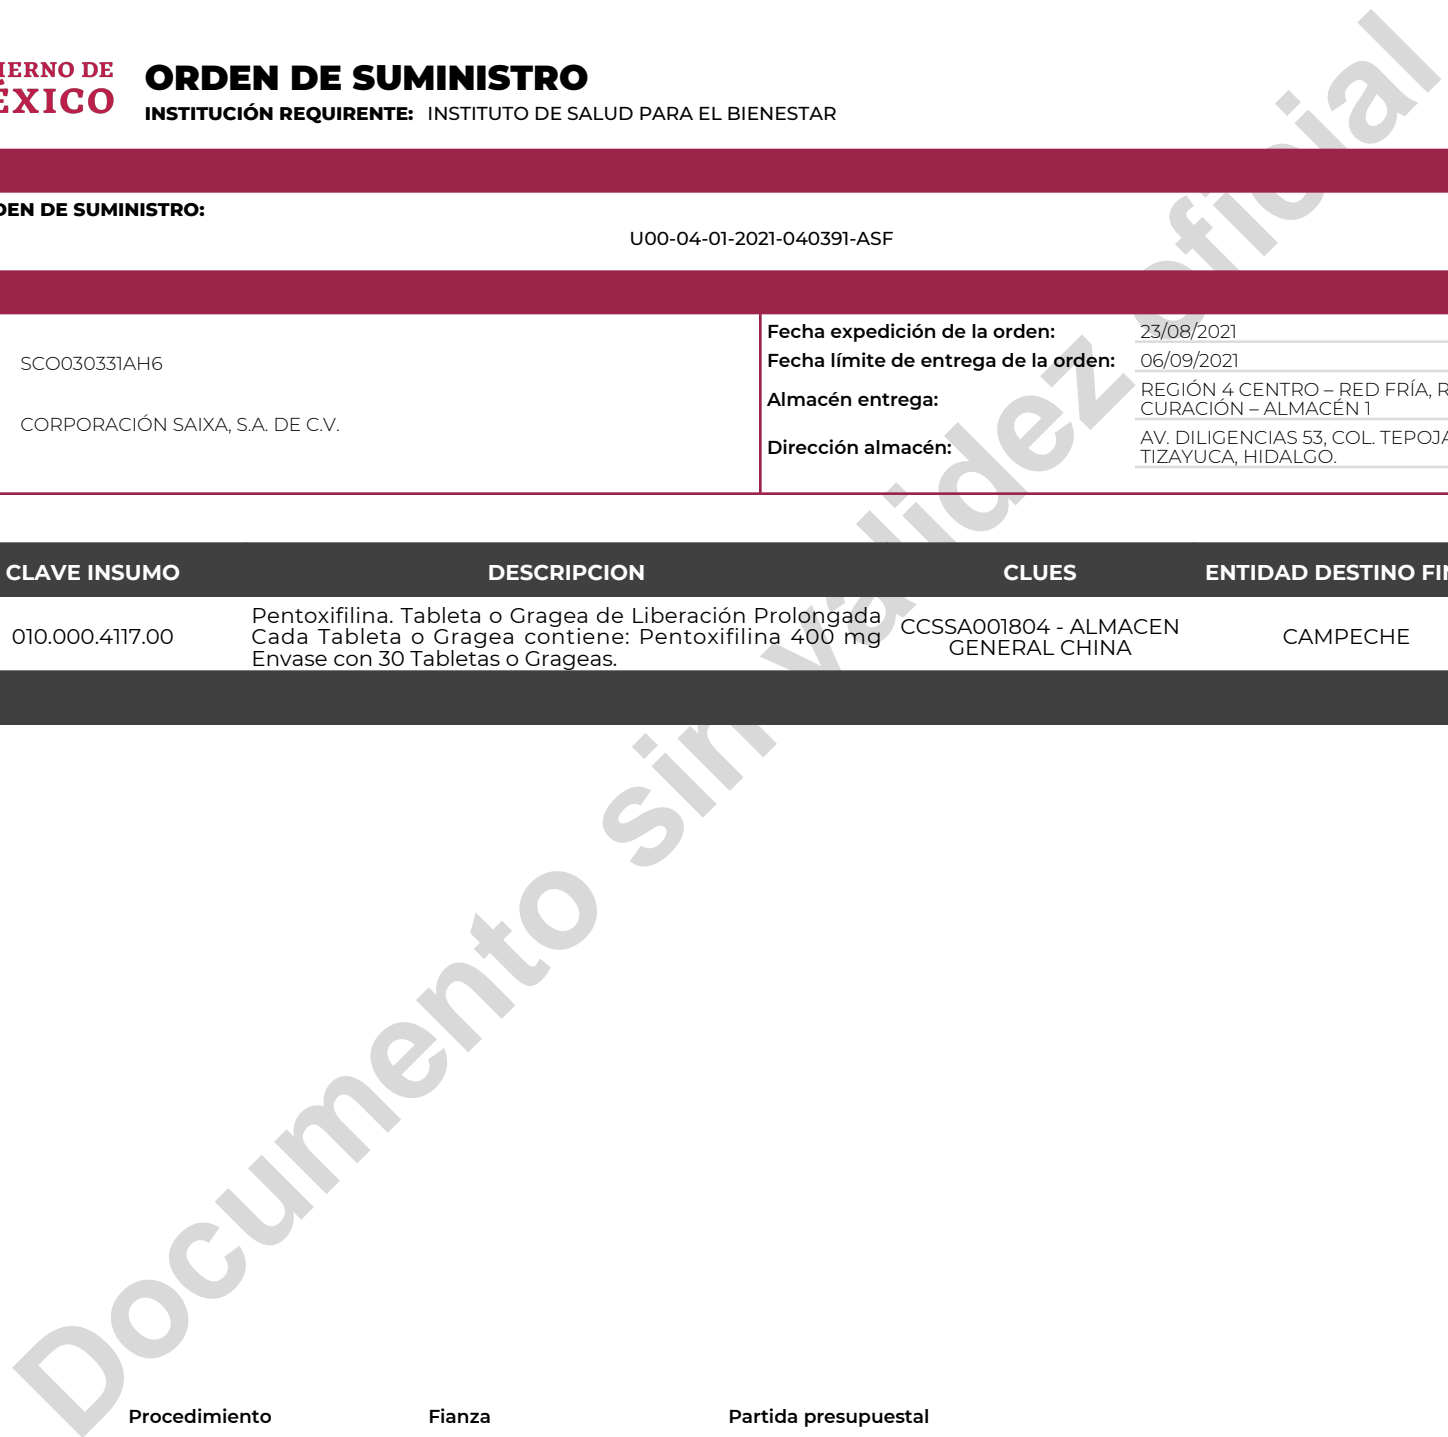 IERNO DE
ÉXICO
ORDEN DE SUMINISTRO
INSTITUCIÓN REQUIRENTE: INSTITUTO DE SALUD PARA EL BIENESTAR
DEN DE SUMINISTRO:
U00-04-01-2021-040391-ASF
SCO030331AH6
CORPORACIÓN SAIXA, S.A. DE C.V.
Fecha expedición de la orden: 23/08/2021
Fecha límite de entrega de la orden: 06/09/2021
Almacén entrega: REGIÓN 4 CENTRO – RED FRÍA, R
CURACIÓN – ALMACÉN 1
Dirección almacén: AV. DILIGENCIAS 53, COL. TEPOJA
TIZAYUCA, HIDALGO.
CLAVE INSUMO DESCRIPCION CLUES ENTIDAD DESTINO FIN
010.000.4117.00
Pentoxifilina. Tableta o Gragea de Liberación Prolongada
Cada Tableta o Gragea contiene: Pentoxifilina 400 mg
Envase con 30 Tabletas o Grageas.
CCSSA001804 - ALMACEN
GENERAL CHINA
CAMPECHE
Documento sin validez oficial
Procedimiento Fianza Partida presupuestal